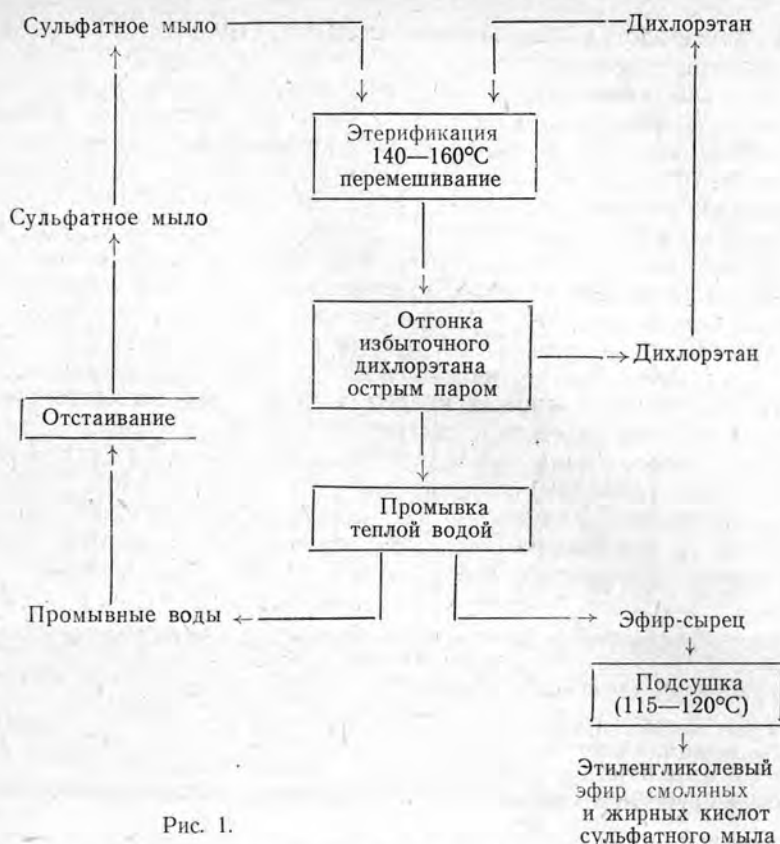 Сульфатное мыло
Дихлорэтан
Этерификация
140—160°С
перемешивание
Сульфатное мыло
Отгонка
избыточного
дихлорэтана
острым паром
Дихлорэтан
Отстаивание
Промывка
теплой водой
Промывные воды
Эфир-сырец
Подсушка
(115—120°С)
Этиленгликолевый
эфир смоляных
и жирных кислот
сульфатного мыла
Рис. 1.